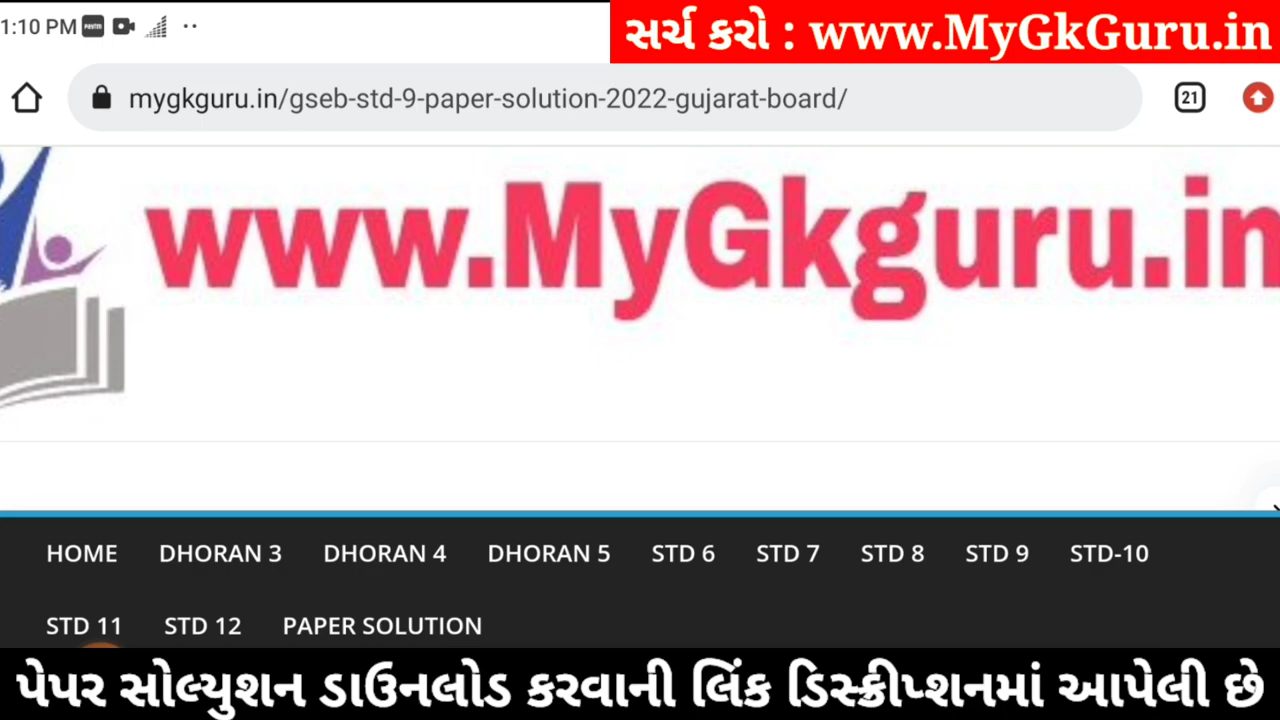 1:10 PM
સર્ચ કરો : www.MyGkGuru.in
mygkguru.in/gseb-std-9-paper-solution-2022-gujarat-board/
21
www.MyGkguru.in
HOME DHORAN 3 DHORAN 4 DHORAN 5 STD 6 STD 7 STD 8 STD 9 STD-10
STD 11 STD 12 PAPER SOLUTION
પેપર સોલ્યુશન ડાઉનલોડ કરવાની લિંક ડિસ્ક્રીપ્શનમાં આપેલી છે